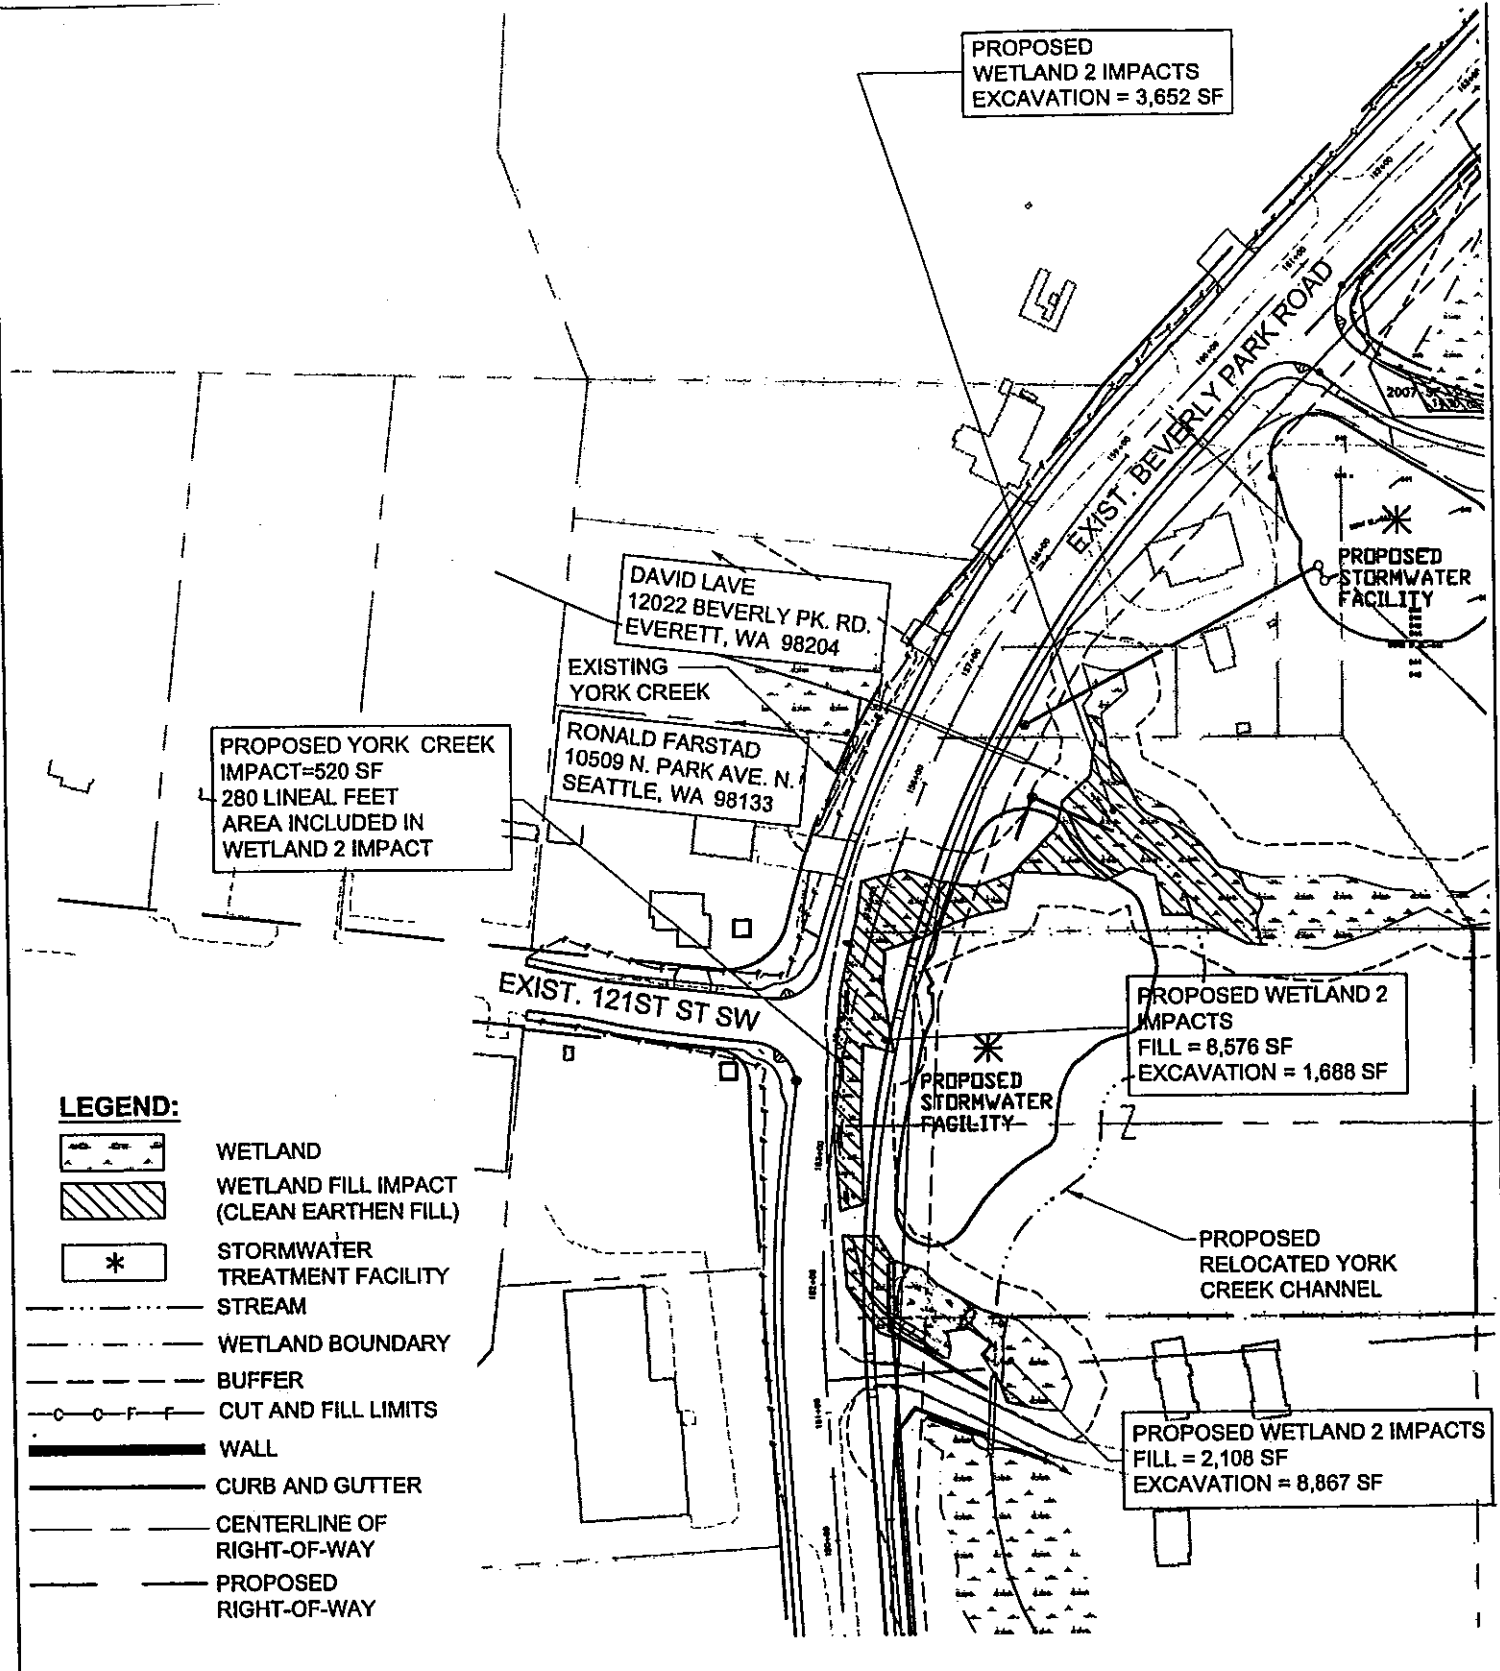 PROPOSED
WETLAND 2 IMPACTS
EXCAVATION = 3,652 SF
EXIST. BEVERLY PARK ROAD
PROPOSED
STORMWATER
FACILITY
DAVID LAVE
12022 BEVERLY PK. RD.
EVERETT, WA 98204
EXISTING
YORK CREEK
RONALD FARSTAD
10509 N. PARK AVE. N.
SEATTLE, WA 98133
PROPOSED YORK CREEK
IMPACT=520 SF
280 LINEAL FEET
AREA INCLUDED IN
WETLAND 2 IMPACT
EXIST. 121ST ST SW
PROPOSED WETLAND 2
IMPACTS
FILL = 8,576 SF
EXCAVATION = 1,688 SF
PROPOSED
STORMWATER
FACILITY
PROPOSED
RELOCATED YORK
CREEK CHANNEL
PROPOSED WETLAND 2 IMPACTS
FILL = 2,108 SF
EXCAVATION = 8,867 SF
LEGEND:
WETLAND
WETLAND FILL IMPACT
(CLEAN EARTHEN FILL)
STORMWATER
TREATMENT FACILITY
STREAM
WETLAND BOUNDARY
BUFFER
C C F F CUT AND FILL LIMITS
WALL
CURB AND GUTTER
CENTERLINE OF
RIGHT-OF-WAY
PROPOSED
RIGHT-OF-WAY